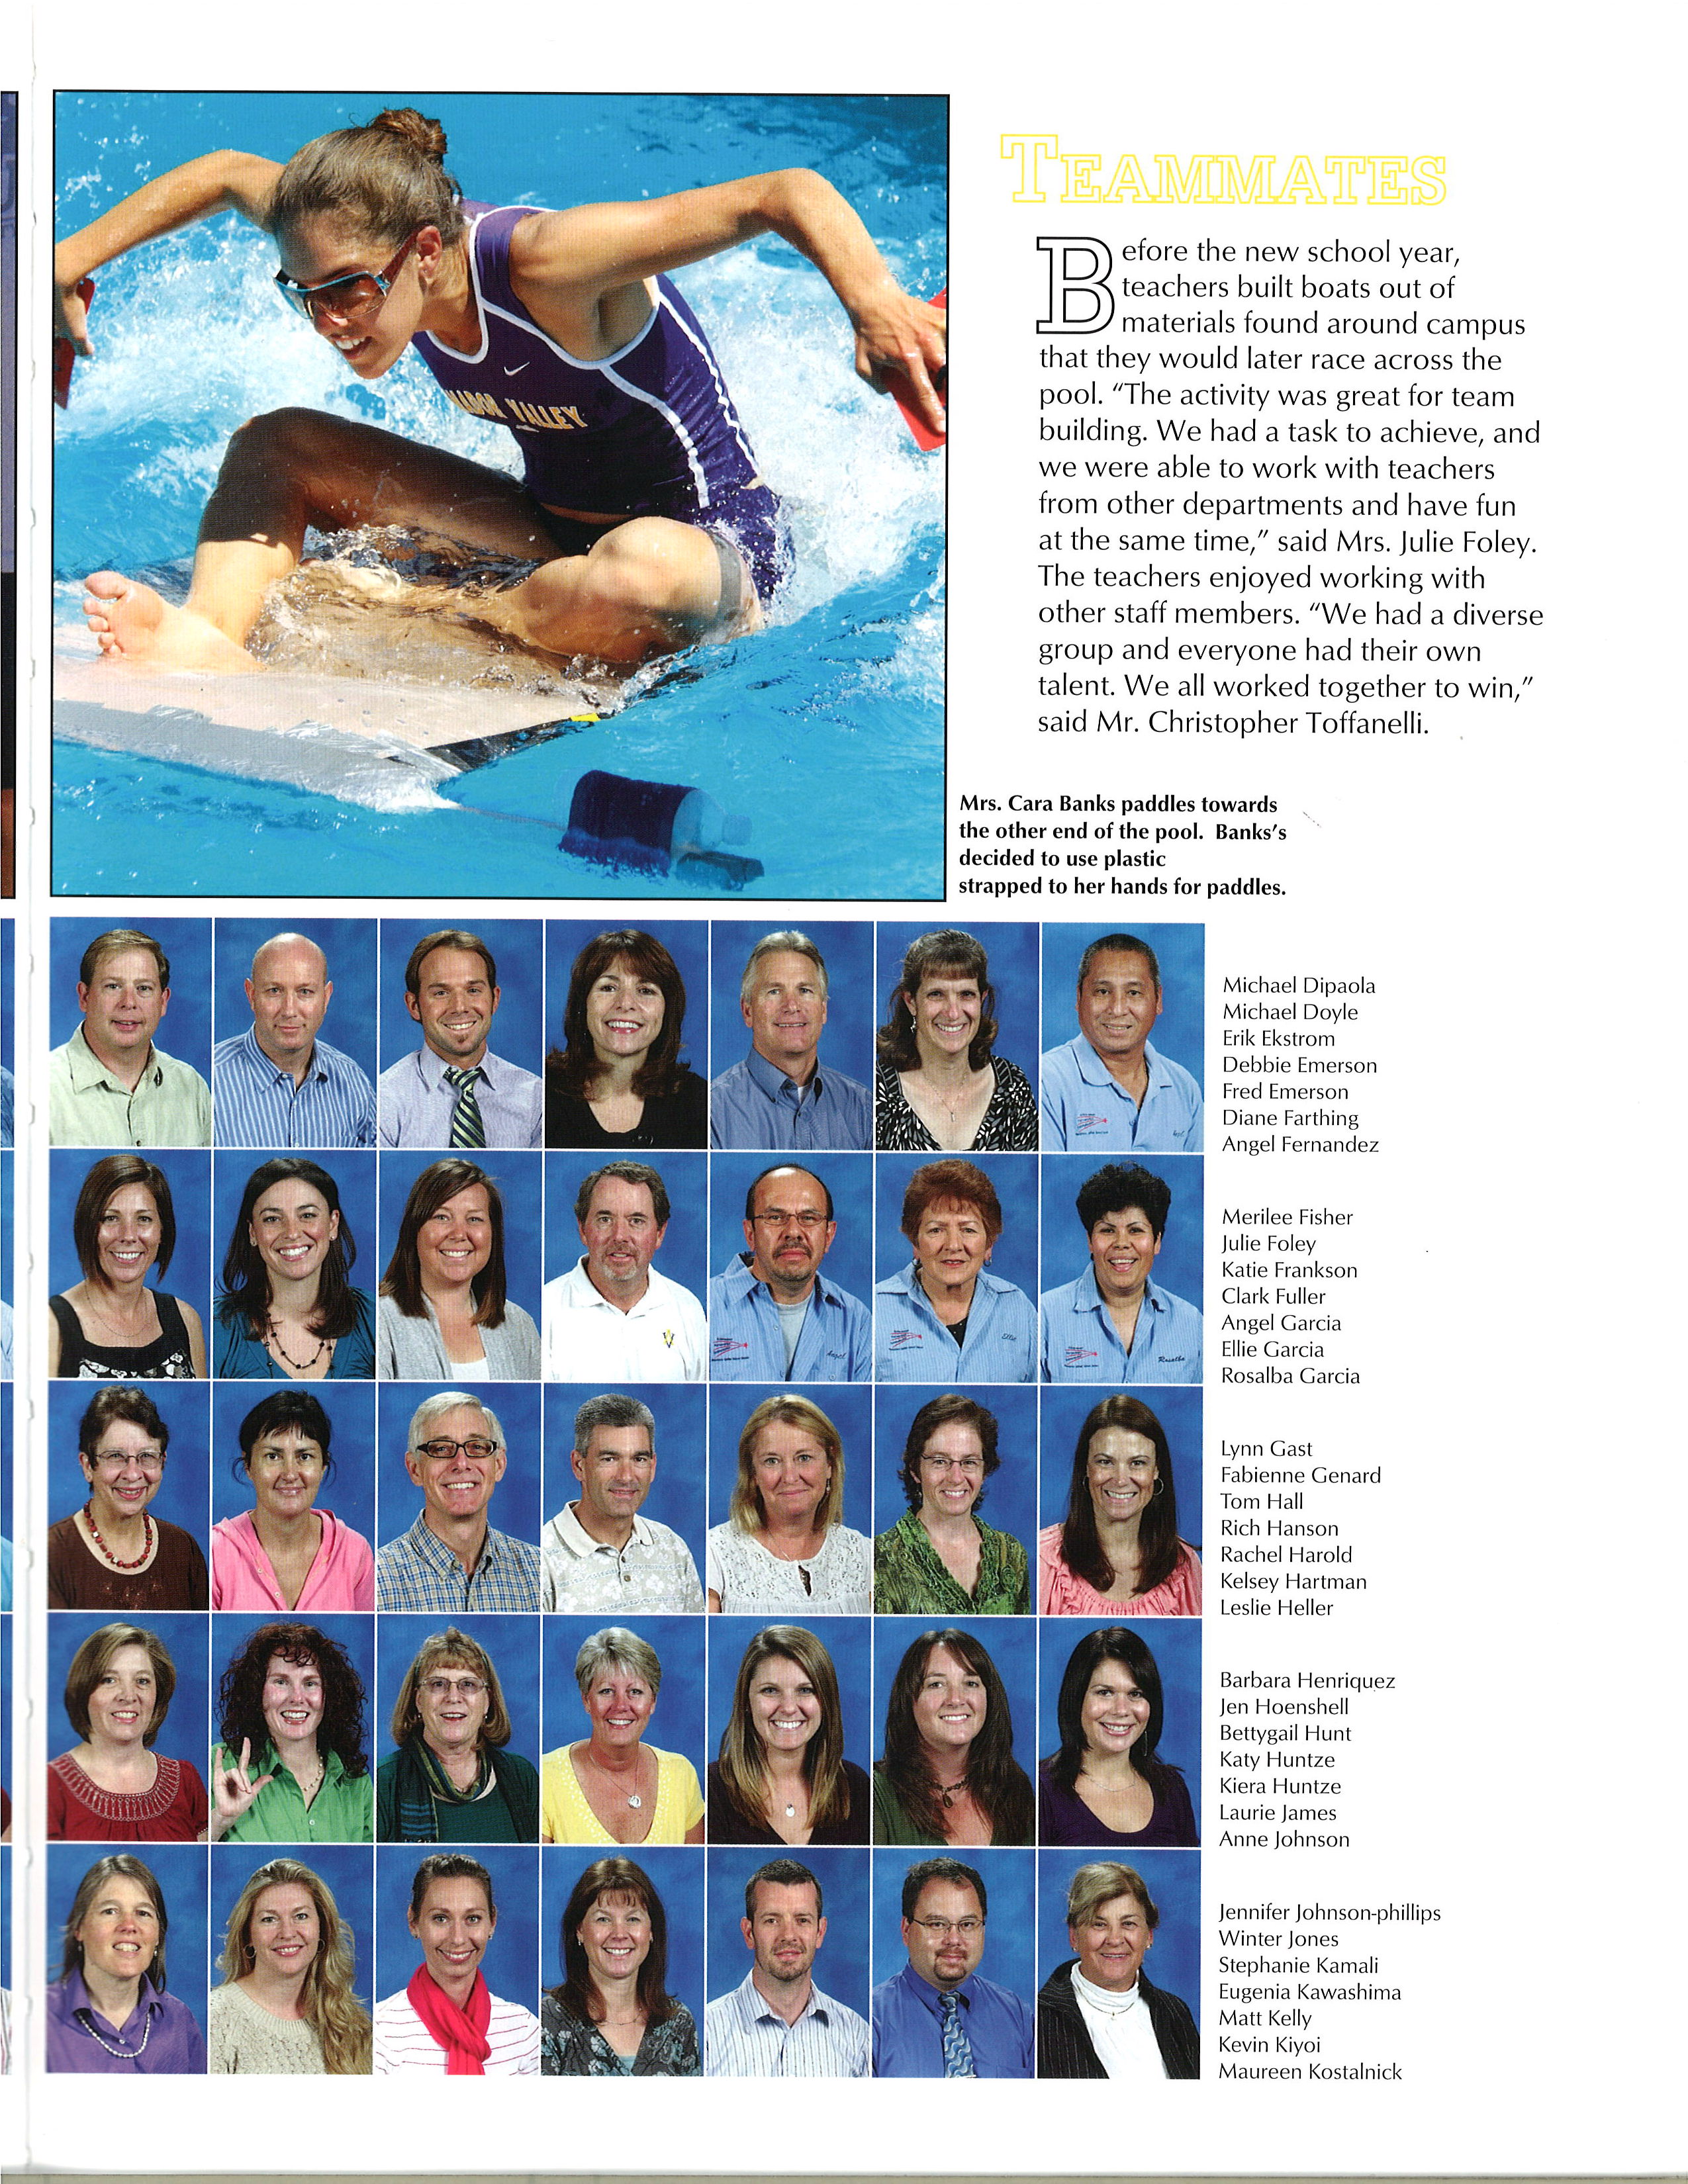 TEAMMATES
Before the new school year,
teachers built boats out of
materials found around campus
that they would later race across the
pool. “The activity was great for team
building. We had a task to achieve, and
we were able to work with teachers
from other departments and have fun
at the same time,” said Mrs. Julie Foley.
The teachers enjoyed working with
other staff members. “We had a diverse
group and everyone had their own
talent. We all worked together to win,”
said Mr. Christopher Toffanelli.
VALLEY
Mrs. Cara Banks paddles towards
the other end of the pool. Banks's
decided to use plastic
strapped to her hands for paddles.
Michael Dipaola
Michael Doyle
Erik Ekstrom
Debbie Emerson
Fred Emerson
Diane Farthing
Angel Fernandez
Merilee Fisher
Julie Foley
Katie Frankson
Clark Fuller
Angel Garcia
Ellie Garcia
Rosalba Garcia
Angel
Ellie
Rosalba
Lynn Gast
Fabienne Genard
Tom Hall
Rich Hanson
Rachel Harold
Kelsey Hartman
Leslie Heller
Barbara Henriquez
Jen Hoenshell
Bettygail Hunt
Katy Huntze
Kiera Huntze
Laurie James
Anne Johnson
Jennifer Johnson-phillips
Winter Jones
Stephanie Kamali
Eugenia Kawashima
Matt Kelly
Kevin Kiyoi
Maureen Kostalnick